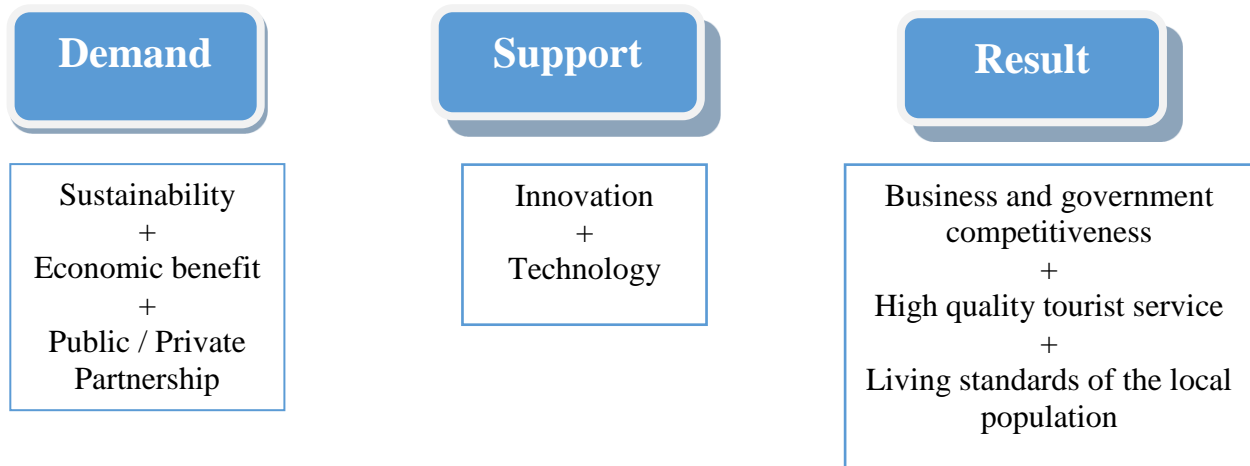 Demand
Sustainability
+
Economic benefit
+
Public / Private
Partnership
Support
Innovation
+
Technology
Result
Business and government
competitiveness
+
High quality tourist service
+
Living standards of the local
population